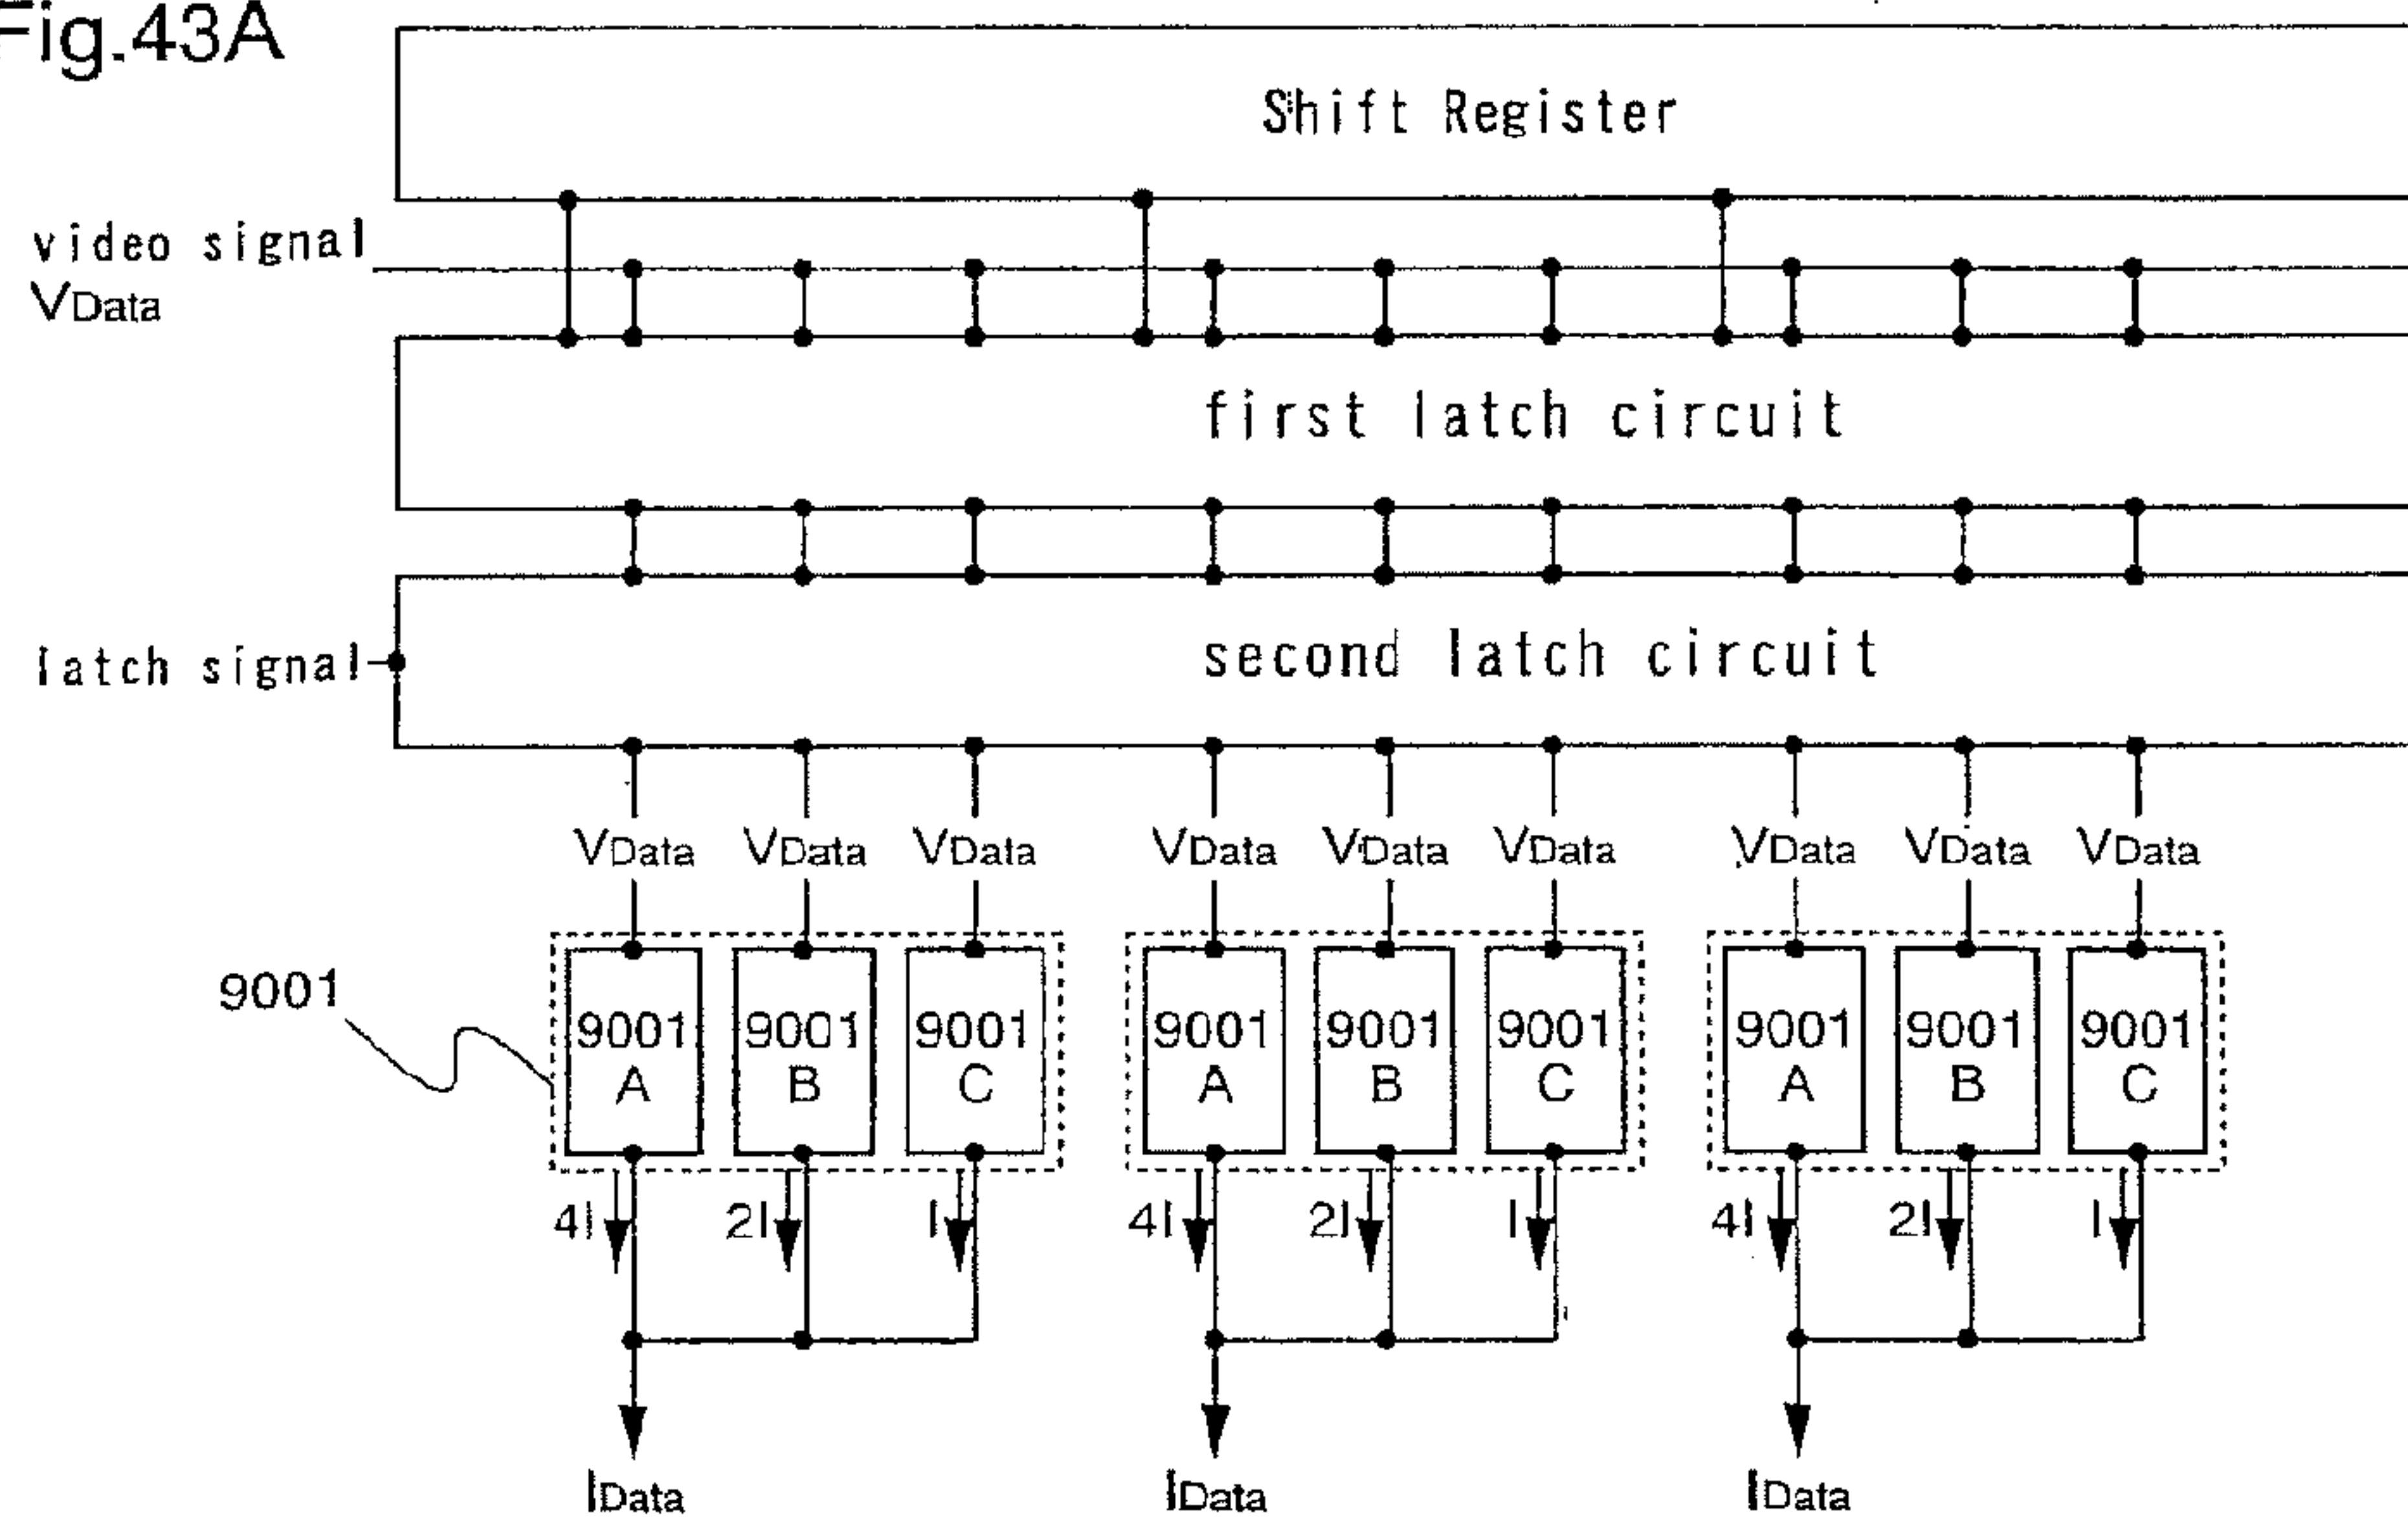 Fig.43A
Shift Register
video signal
VData
first latch circuit
latch signal
second latch circuit
VData VData VData VData VData VData VData VData VData
9001
9001 A 9001 B 9001 C 9001 A 9001 B 9001 C 9001 A 9001 B 9001 C
4I 2I I 4I 2I I 4I 2I I
IData IData IData